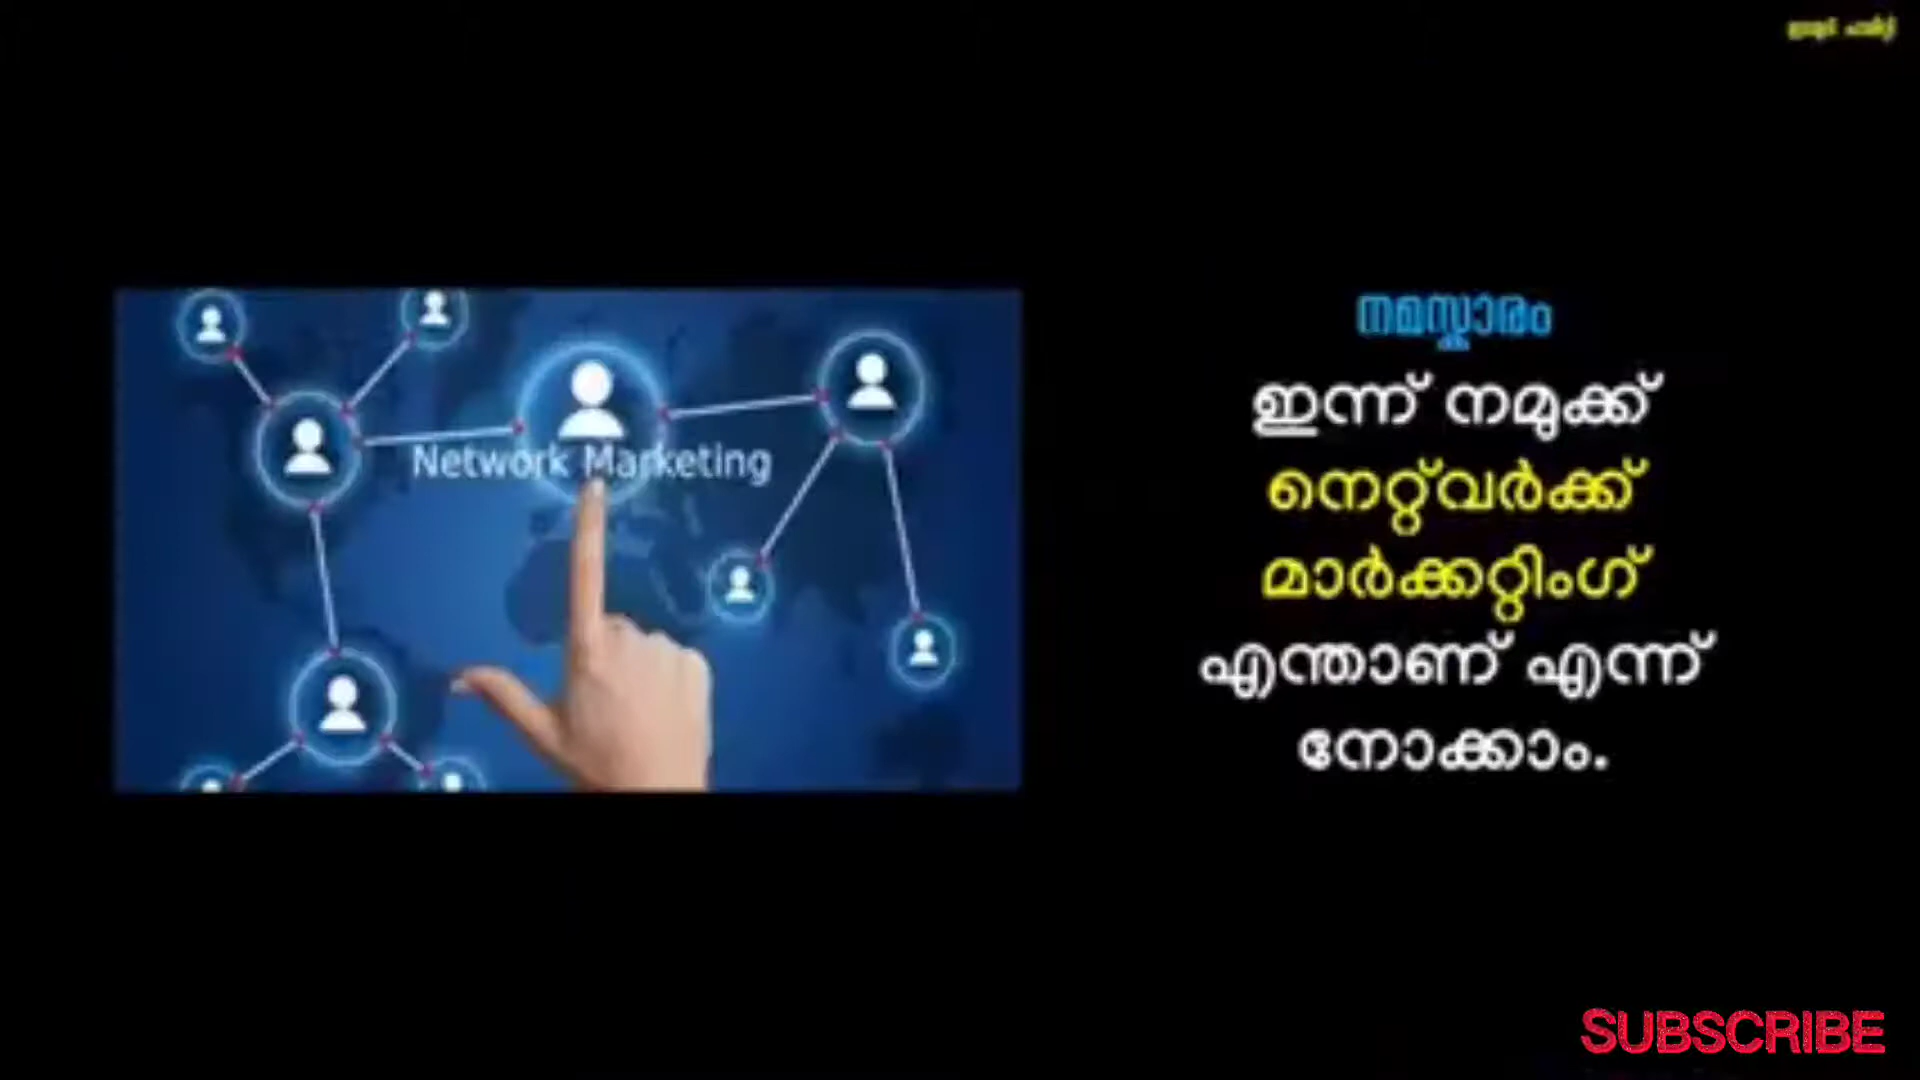 Network Marketing
നമസ്കാരം
ഇന്ന് നമുക്ക്
നെറ്റ്‌വർക്ക്
മാർക്കറ്റിംഗ്
എന്താണ് എന്ന്
നോക്കാം.
SUBSCRIBE